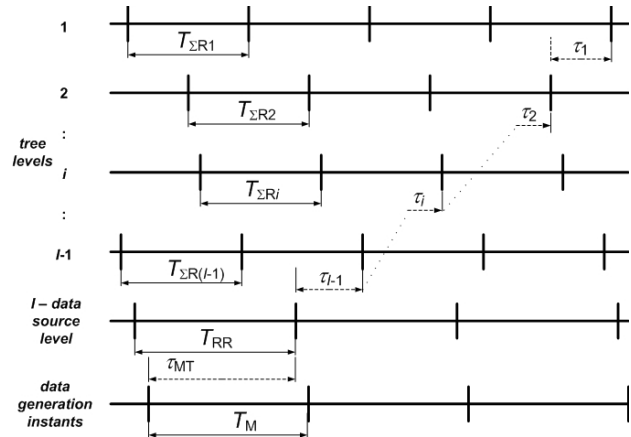 1
T_ΣR1
τ_1
2
T_ΣR2
τ_2
:
tree
levels
i
T_ΣRi
τ_i
:
l-1
T_ΣR(l-1)
τ_l-1
l – data
source
level
T_RR
τ_MT
data
generation
instants
T_M